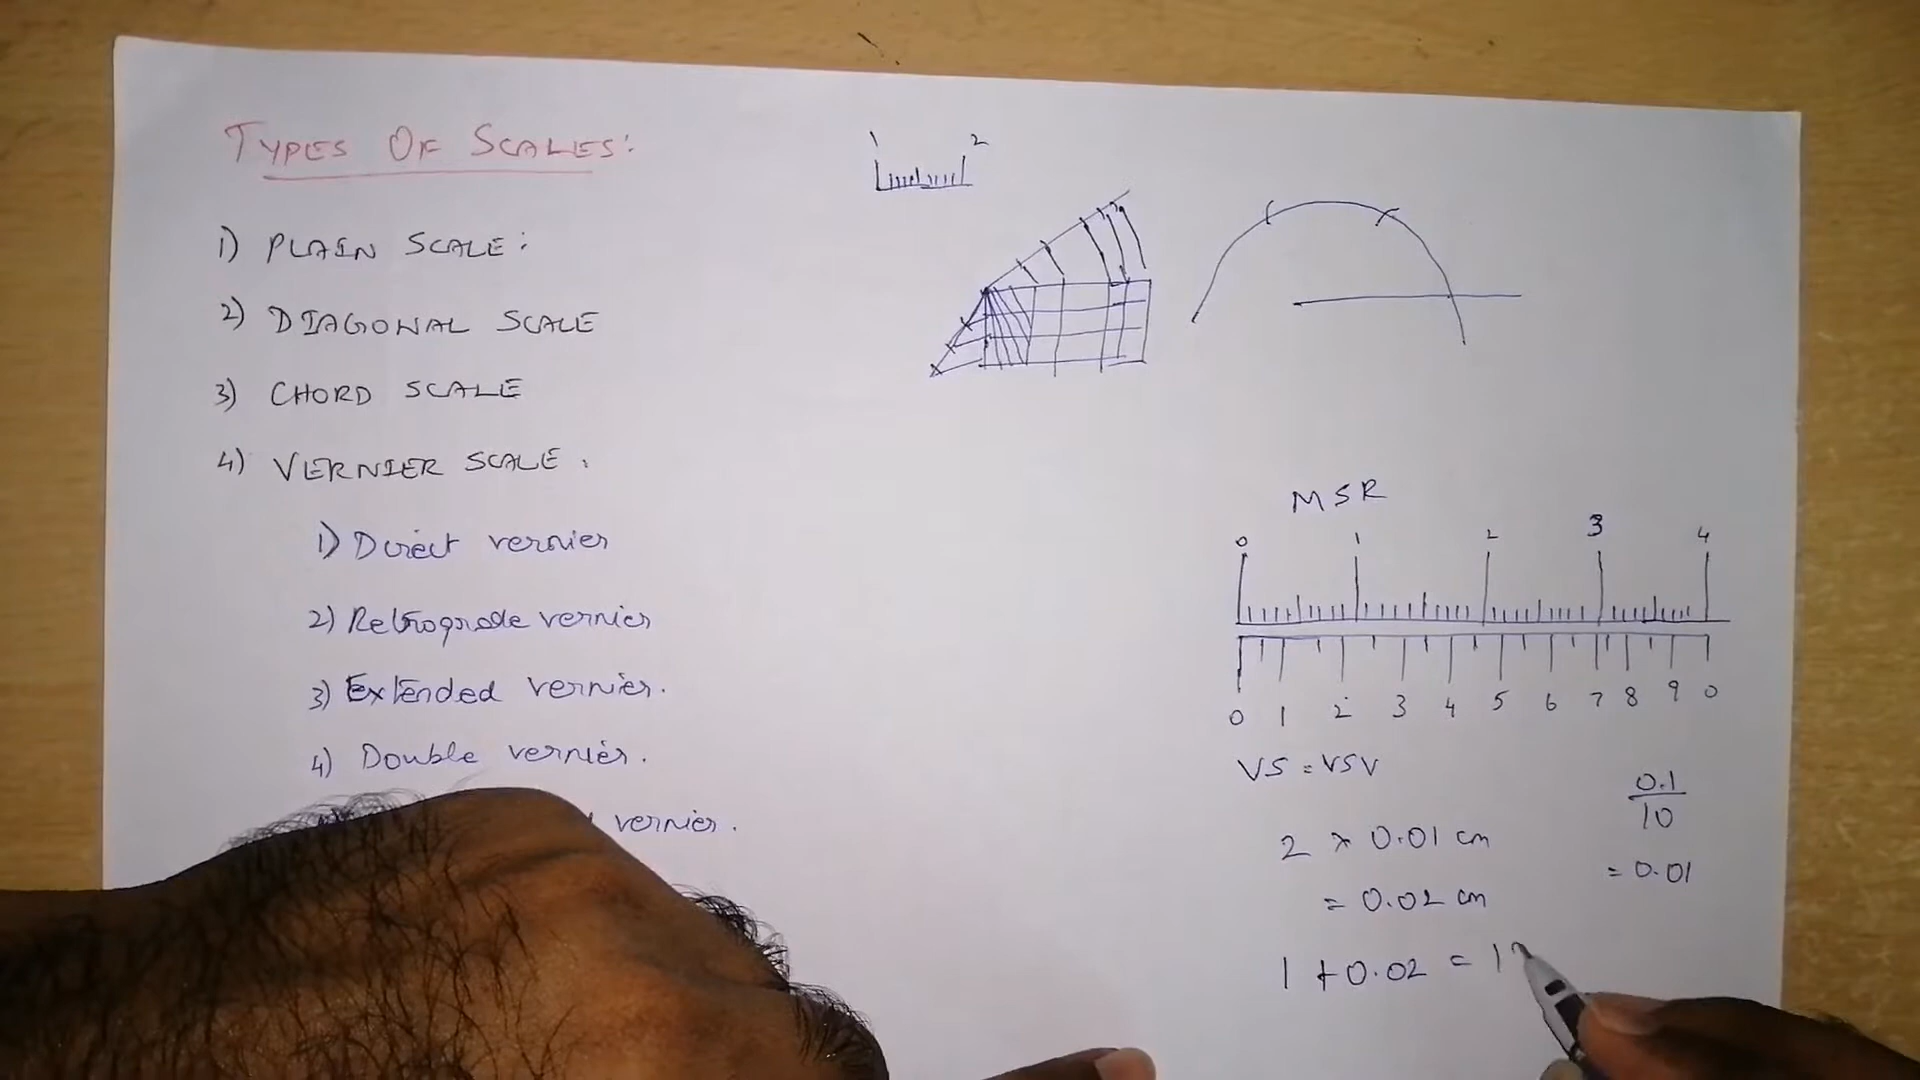 TYPES OF SCALES:
1) PLAIN SCALE:
2) DIAGONAL SCALE
3) CHORD SCALE
4) VERNIER SCALE:
1) Direct vernier
2) Retrograde vernier
3) Extended vernier.
4) Double vernier.
vernier.
1 2
MSR
0 1 2 3 4
0 1 2 3 4 5 6 7 8 9 0
VS = VSV
2 × 0.01 cm
= 0.02 cm
1 + 0.02 = 1
0.1
10
= 0.01